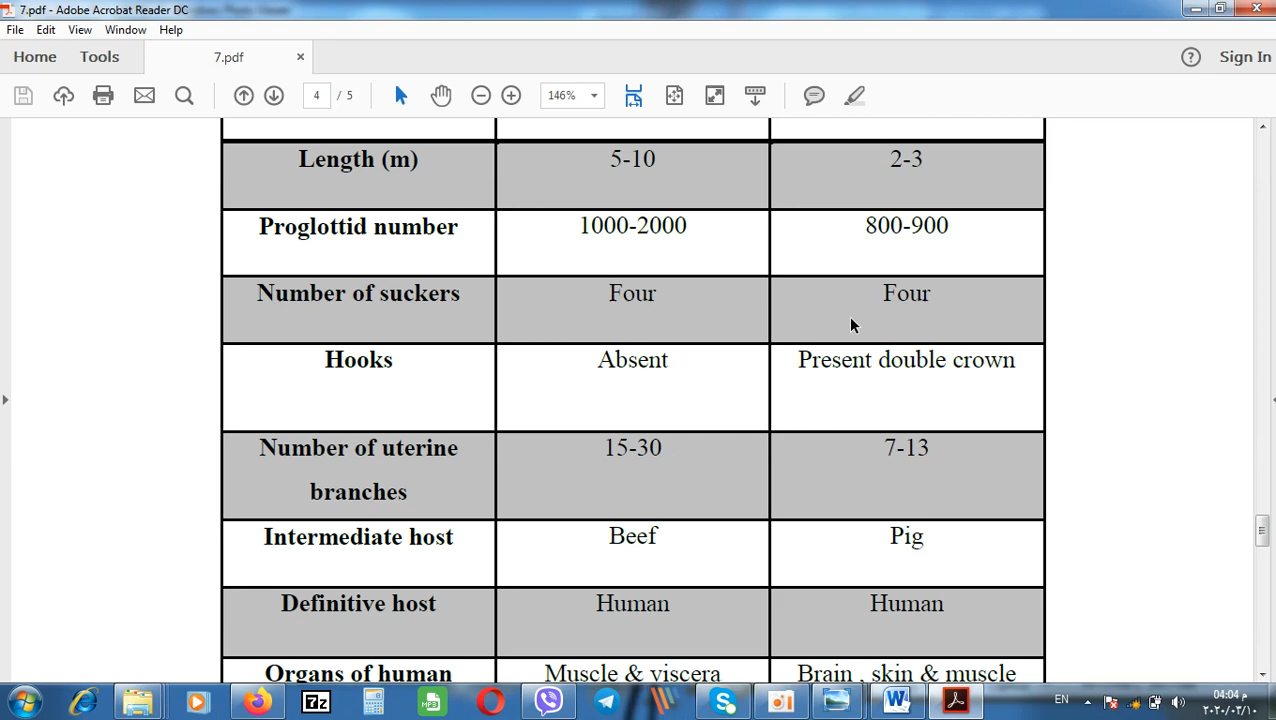 7.pdf - Adobe Acrobat Reader DC
File Edit View Window Help
Home Tools 7.pdf × Sign In
4 / 5 146%
Length (m) 5-10 2-3
Proglottid number 1000-2000 800-900
Number of suckers Four Four
Hooks Absent Present double crown
Number of uterine 15-30 7-13
branches
Intermediate host Beef Pig
Definitive host Human Human
Organs of human Muscle & viscera Brain , skin & muscle
EN م 04:04
٢٠٢٠/٠٣/١٠